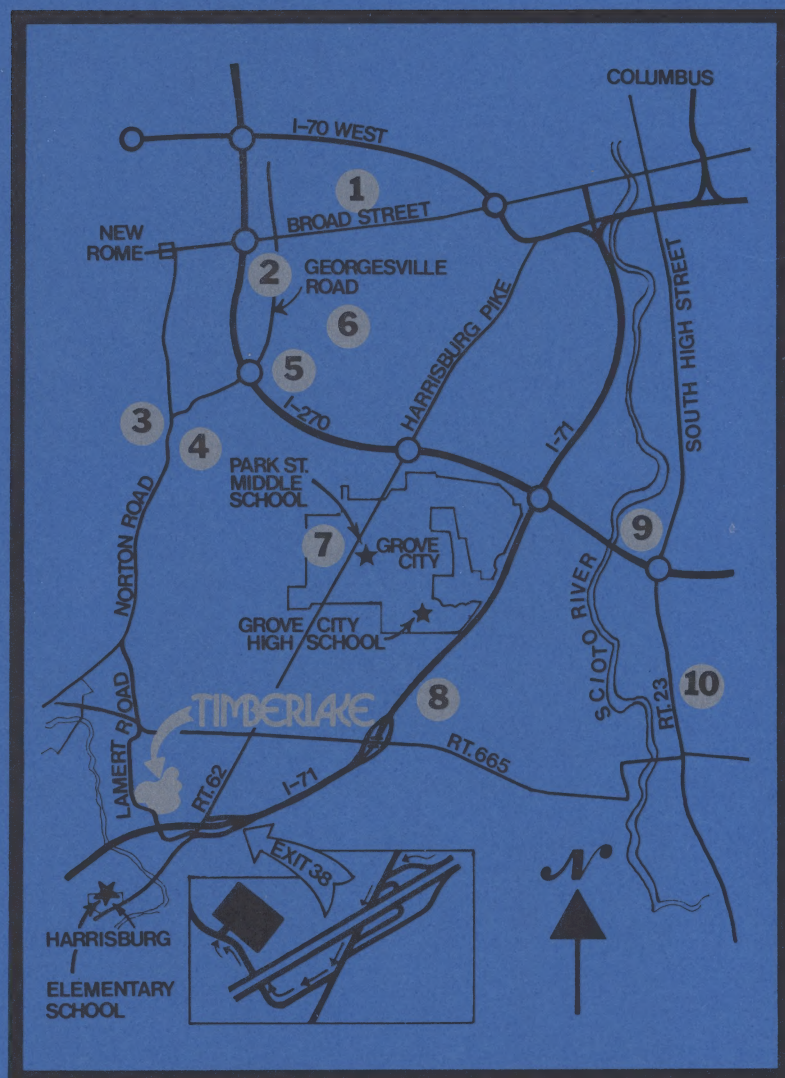 COLUMBUS
I-70 WEST
1
BROAD STREET
NEW
ROME
2
GEORGESVILLE
ROAD
6
HARRISBURG PIKE
SOUTH HIGH STREET
5
I-270
I-71
3
4
PARK ST.
MIDDLE
SCHOOL
NORTON ROAD
7
GROVE
CITY
9
GROVE CITY
HIGH SCHOOL
SCIOTO RIVER
8
10
RT. 23
TIMBERLAKE
LAMERT ROAD
RT. 62
I-71
RT. 665
EXIT 38
N
HARRISBURG
ELEMENTARY
SCHOOL